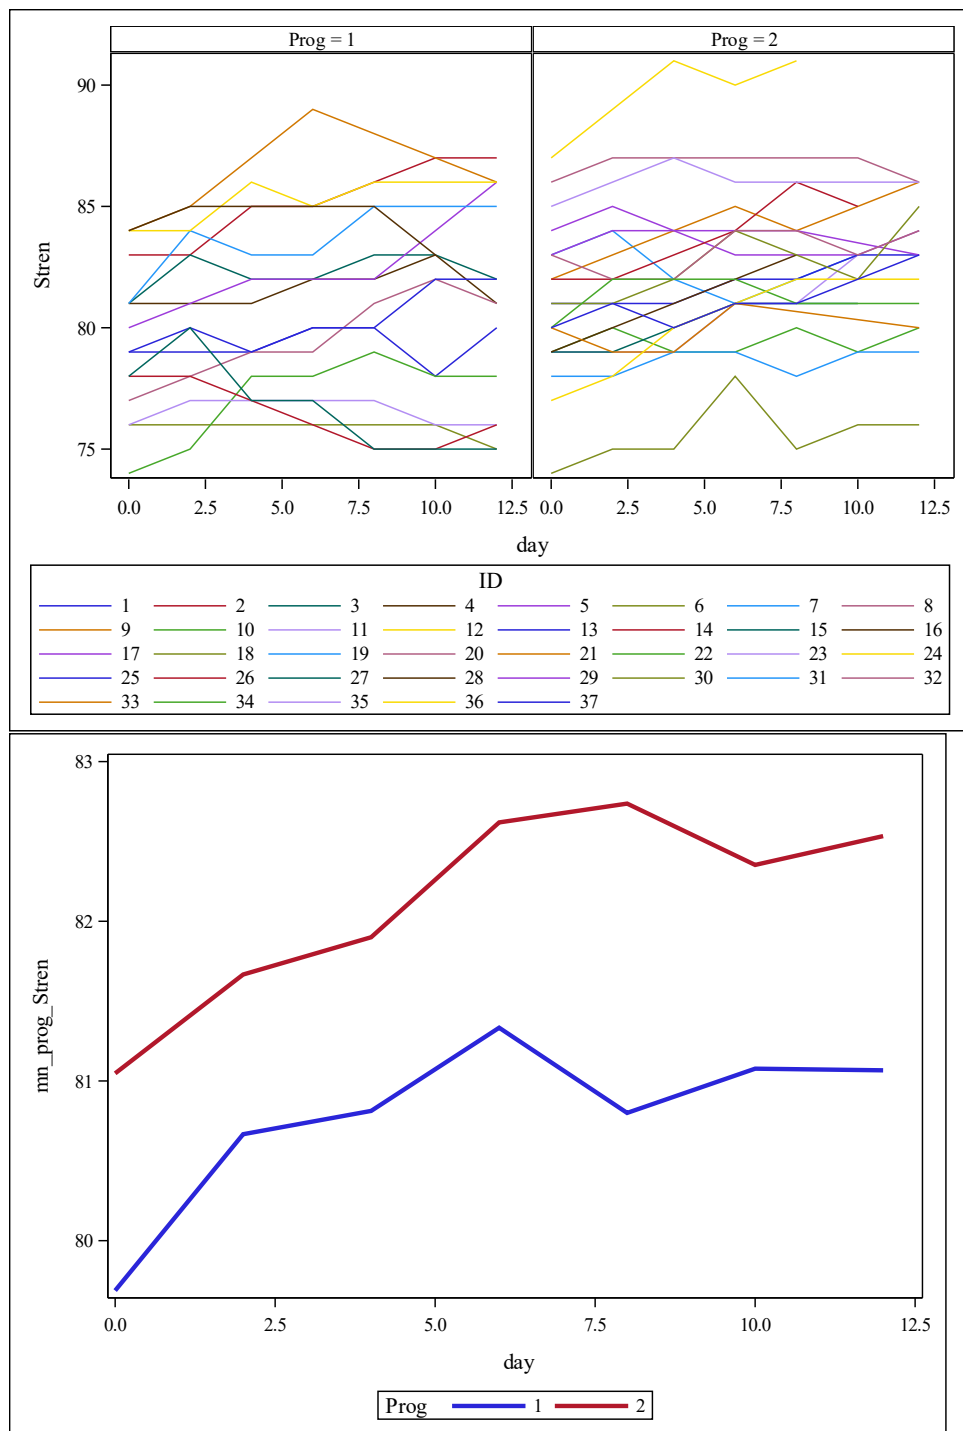 Prog = 1 Prog = 2
90
85
80
75
Stren
0.0 2.5 5.0 7.5 10.0 12.5 0.0 2.5 5.0 7.5 10.0 12.5
day
ID
1 2 3 4 5 6 7 8
9 10 11 12 13 14 15 16
17 18 19 20 21 22 23 24
25 26 27 28 29 30 31 32
33 34 35 36 37
83
82
81
80
mn_prog_Stren
0.0 2.5 5.0 7.5 10.0 12.5
day
Prog 1 2